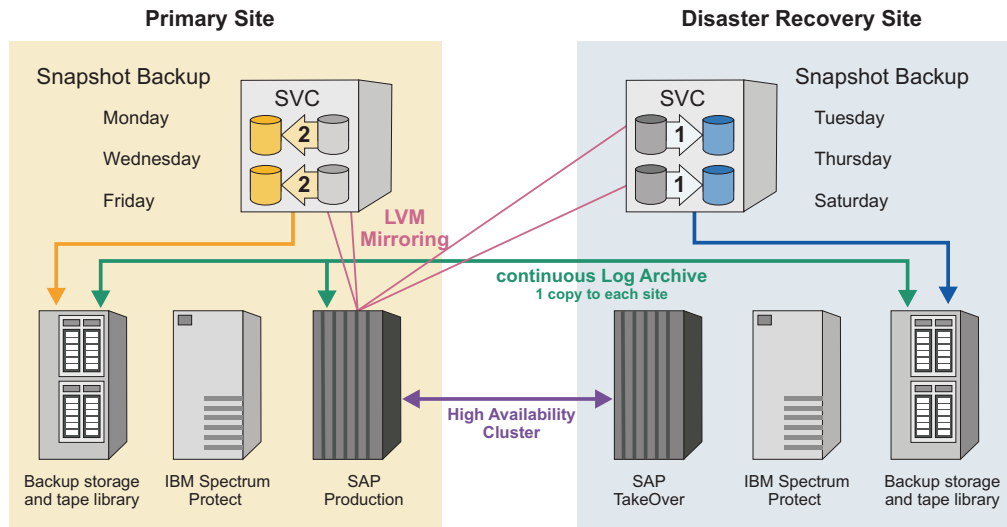 Primary Site
Disaster Recovery Site
Snapshot Backup
Monday
Wednesday
Friday
SVC
2
2
SVC
1
1
Snapshot Backup
Tuesday
Thursday
Saturday
LVM
Mirroring
continuous Log Archive
1 copy to each site
High Availability
Cluster
Backup storage
and tape library
IBM Spectrum
Protect
SAP
Production
SAP
TakeOver
IBM Spectrum
Protect
Backup storage
and tape library